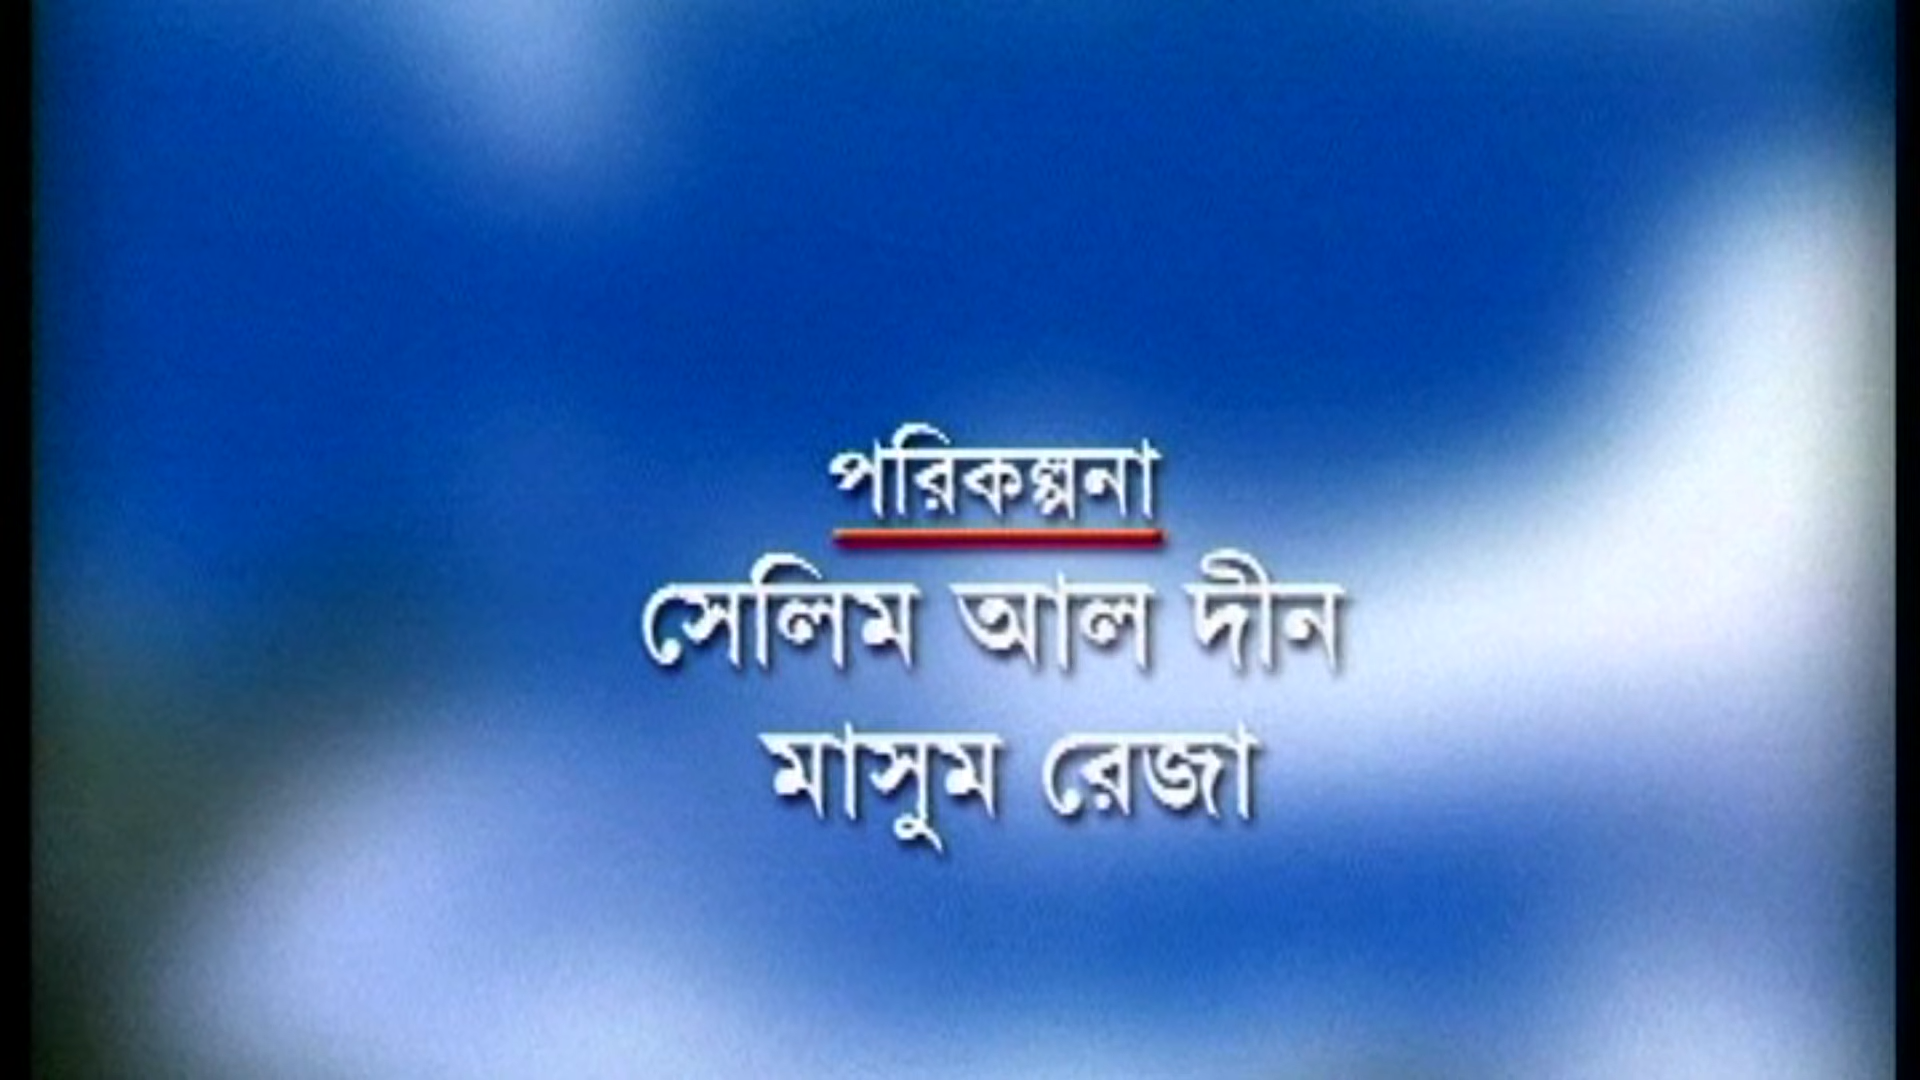 পরিকল্পনা
সেলিম আল দীন
মাসুম রেজা